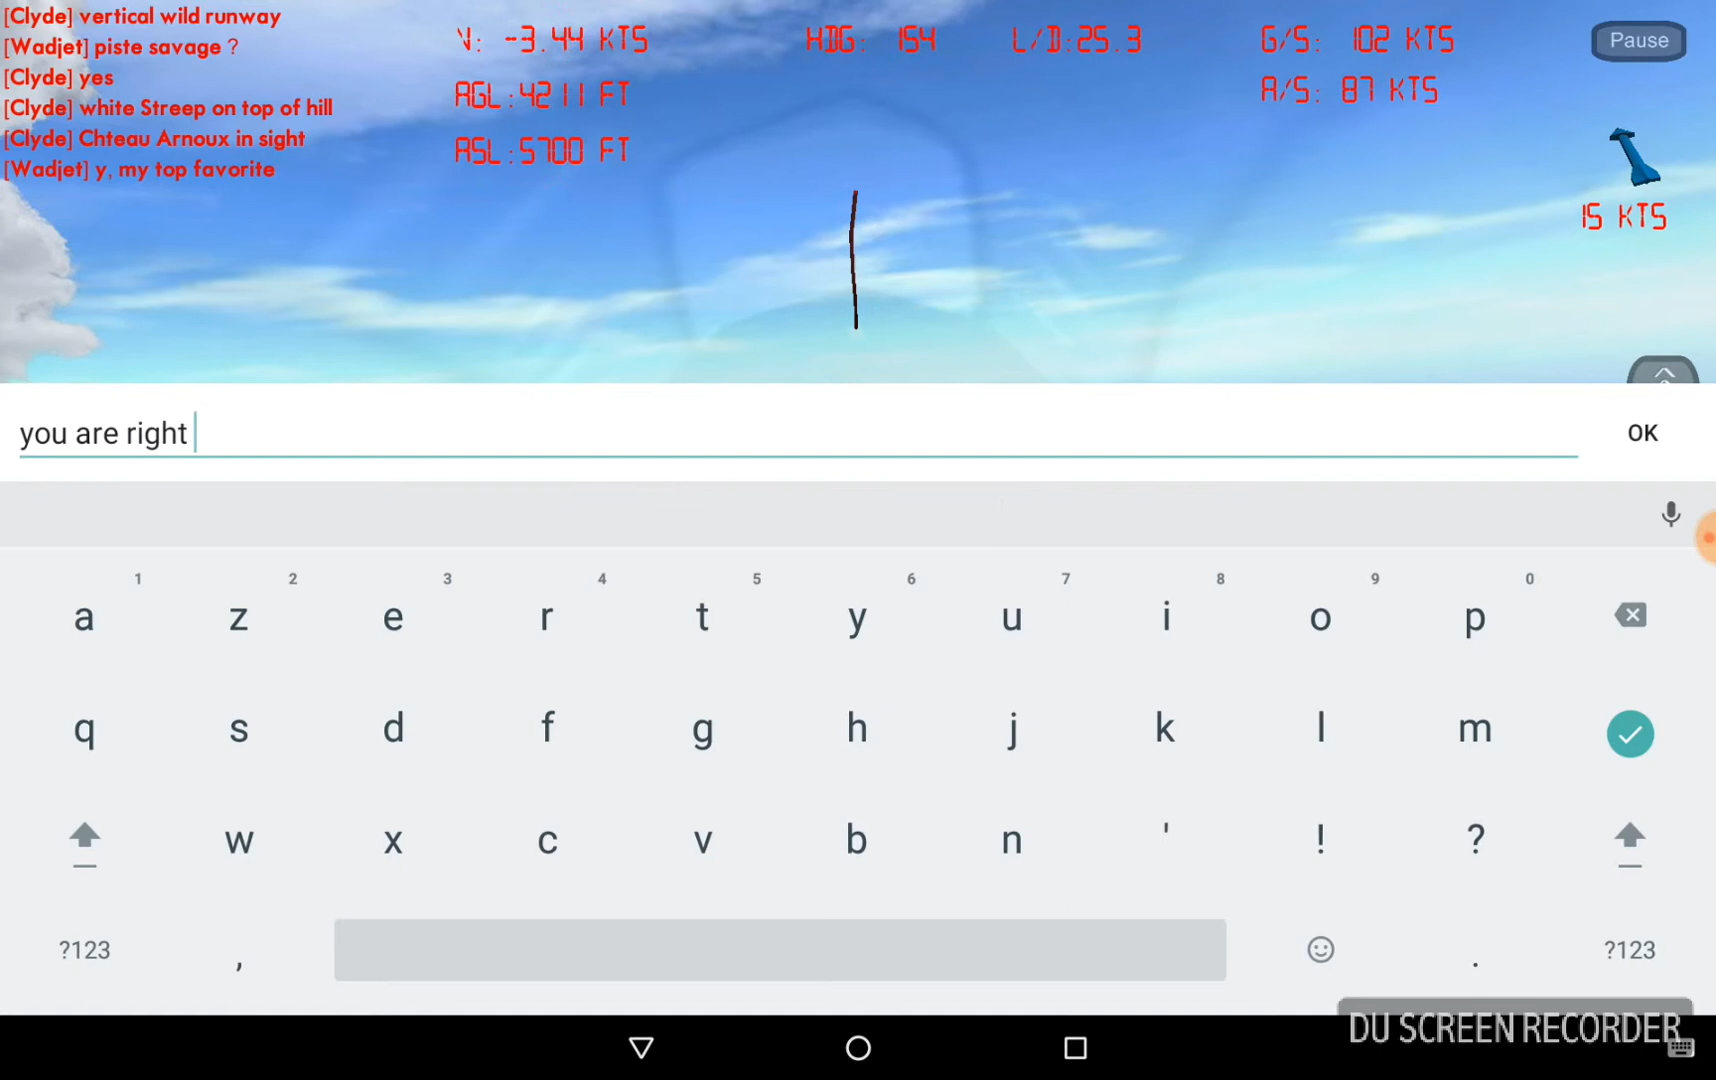 [Clyde] vertical wild runway
[Wadjet] piste savage ?
[Clyde] yes
[Clyde] white Streep on top of hill
[Clyde] Chteau Arnoux in sight
[Wadjet] y, my top favorite
V: -3.44 KTS
HDG: 154
L/D:25.3
G/S: 102 KTS
Pause
AGL:4211 FT
A/S: 87 KTS
ASL:5700 FT
15 KTS
you are right
OK
1 2 3 4 5 6 7 8 9 0
a z e r t y u i o p
q s d f g h j k l m
w x c v b n ' ! ?
?123 , . ?123
DU SCREEN RECORDER